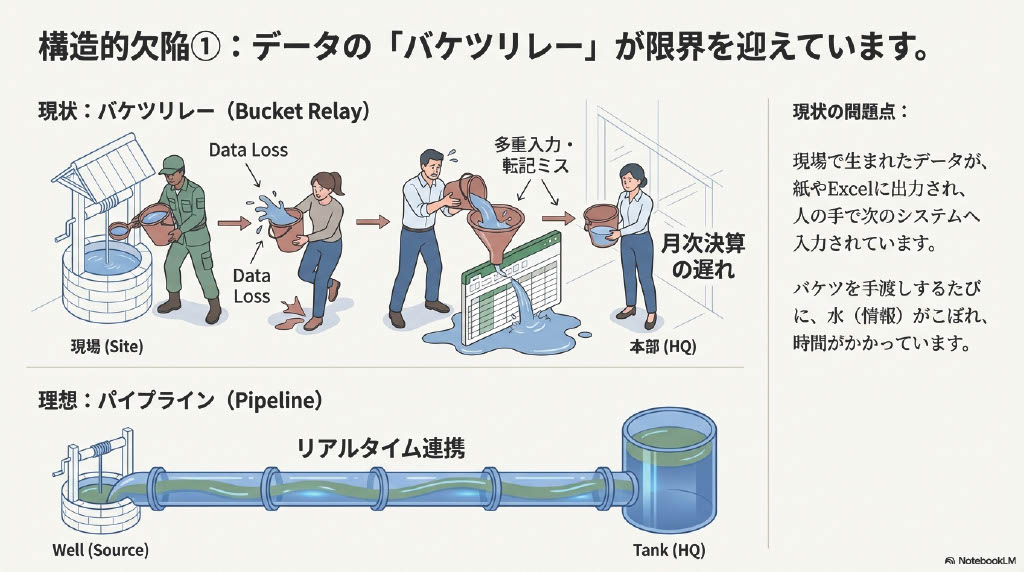 構造的欠陥①：データの「バケツリレー」が限界を迎えています。
現状：バケツリレー（Bucket Relay）
Data Loss
Data
Loss
多重入力・
転記ミス
月次決算
の遅れ
現場 (Site)
本部 (HQ)
現状の問題点：
現場で生まれたデータが、
紙やExcelに出力され、
人の手で次のシステムへ
入力されています。
バケツを手渡しするたび
に、水（情報）がこぼれ、
時間がかかっています。
理想：パイプライン（Pipeline）
リアルタイム連携
Well (Source)
Tank (HQ)
NotebookLM